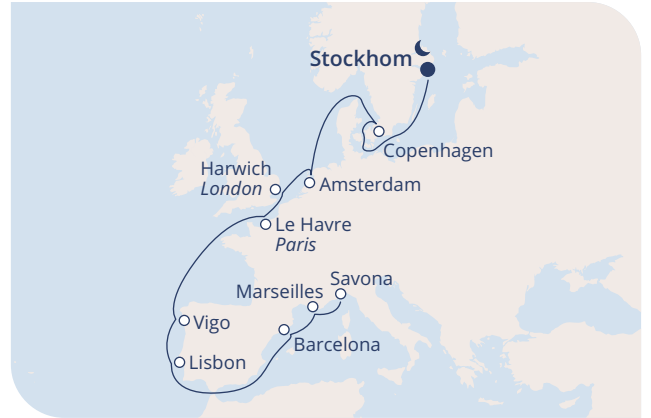 Stockhom
Copenhagen
Harwich
London
Amsterdam
Le Havre
Paris
Savona
Marseilles
Vigo
Barcelona
Lisbon